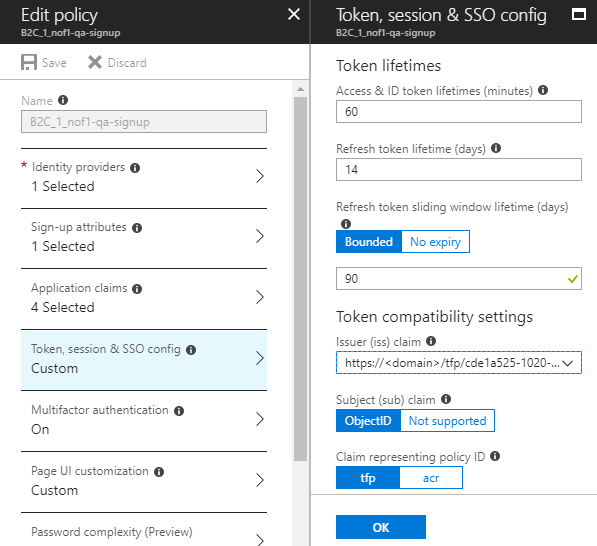 Edit policy
B2C_1_nof1-qa-signup
Save
Discard
Name
B2C_1_nof1-qa-signup
* Identity providers
1 Selected
Sign-up attributes
1 Selected
Application claims
4 Selected
Token, session & SSO config
Custom
Multifactor authentication
On
Page UI customization
Custom
Password complexity (Preview)
Token, session & SSO config
B2C_1_nof1-qa-signup
Token lifetimes
Access & ID token lifetimes (minutes)
60
Refresh token lifetime (days)
14
Refresh token sliding window lifetime (days)
Bounded
No expiry
90
Token compatibility settings
Issuer (iss) claim
https://<domain>/tfp/cde1a525-1020-...
Subject (sub) claim
ObjectID
Not supported
Claim representing policy ID
tfp
acr
OK